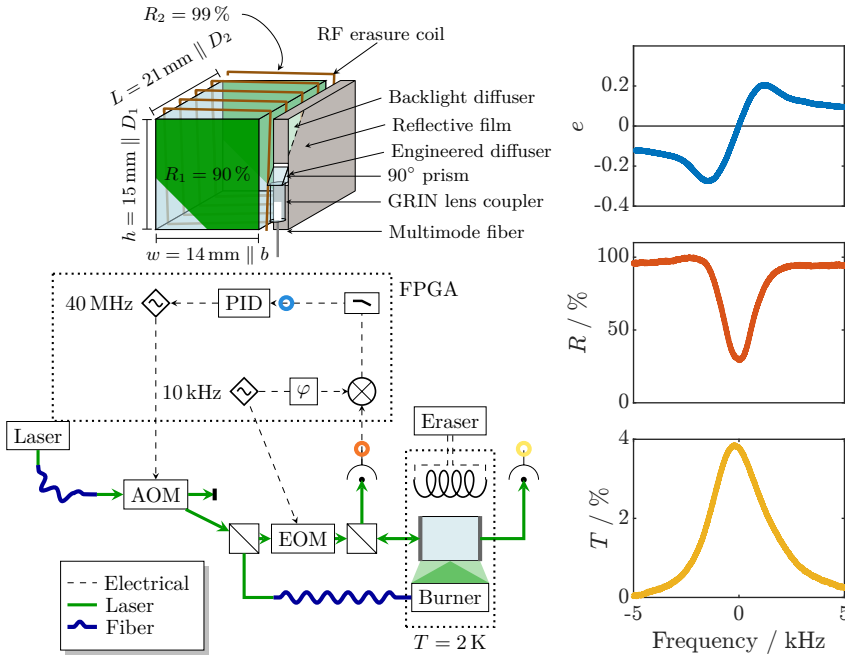 R₂ = 99 %
RF erasure coil
L = 21 mm ∥ D₂
Backlight diffuser
Reflective film
Engineered diffuser
90° prism
GRIN lens coupler
Multimode fiber
R₁ = 90 %
h = 15 mm ∥ D₁
w = 14 mm ∥ b
FPGA
40 MHz
PID
10 kHz
φ
Laser
Eraser
AOM
EOM
Burner
T = 2 K
Electrical
Laser
Fiber
0.2
0
-0.2
-0.4
e
100
50
0
R / %
4
2
0
T / %
-5
0
5
Frequency / kHz